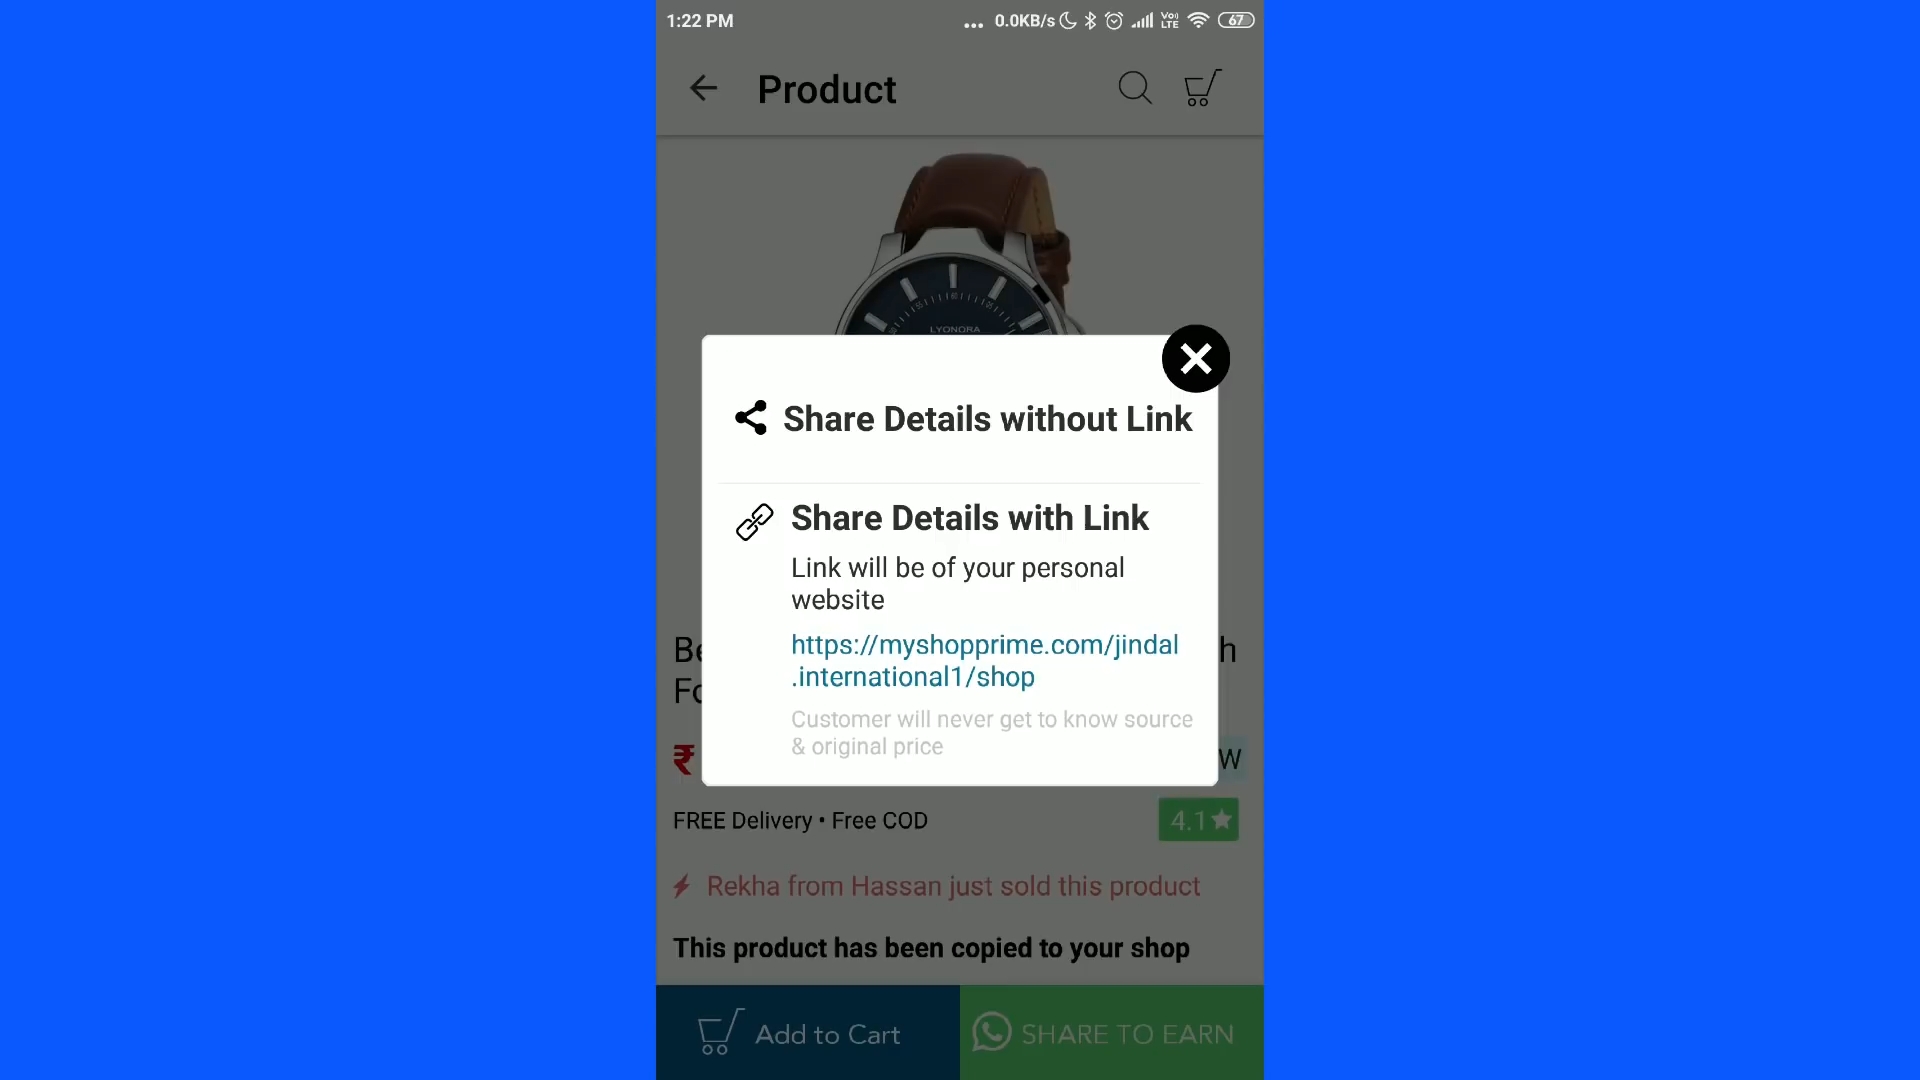 1:22 PM
... 0.0KB/s Vo)) LTE 67
Product
LYONORA
Share Details without Link
Share Details with Link
Link will be of your personal
website
https://myshopprime.com/jindal
.international1/shop
Customer will never get to know source
& original price
₹
FREE Delivery • Free COD
4.1★
Rekha from Hassan just sold this product
This product has been copied to your shop
Add to Cart
SHARE TO EARN